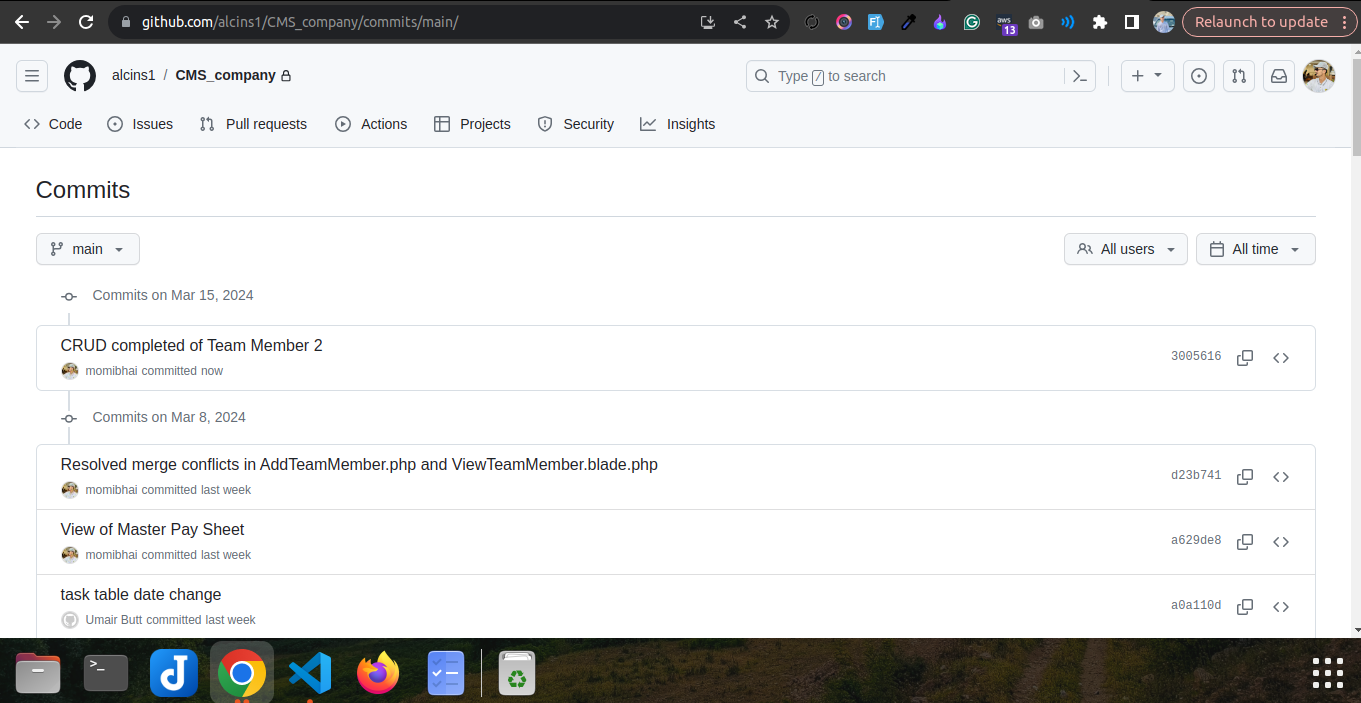 github.com/alcins1/CMS_company/commits/main/
aws
13
Relaunch to update
alcins1 / CMS_company
Type / to search
Code
Issues
Pull requests
Actions
Projects
Security
Insights
Commits
main
All users
All time
Commits on Mar 15, 2024
CRUD completed of Team Member 2
3005616
momibhai committed now
Commits on Mar 8, 2024
Resolved merge conflicts in AddTeamMember.php and ViewTeamMember.blade.php
d23b741
momibhai committed last week
View of Master Pay Sheet
a629de8
momibhai committed last week
task table date change
a0a110d
Umair Butt committed last week